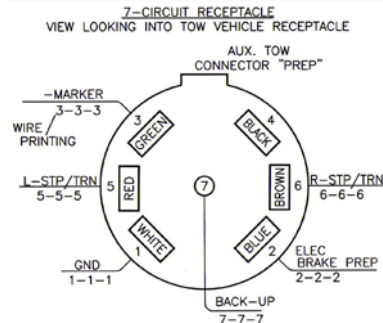 7-CIRCUIT RECEPTACLE
VIEW LOOKING INTO TOW VEHICLE RECEPTACLE
AUX. TOW
CONNECTOR "PREP"
-MARKER
3-3-3
WIRE
PRINTING
3
GREEN
4
BLACK
L-STP/TRN
5-5-5
5
RED
7
BROWN
6
R-STP/TRN
6-6-6
WHITE
1
BLUE
2
GND
1-1-1
ELEC
BRAKE PREP
2-2-2
BACK-UP
7-7-7